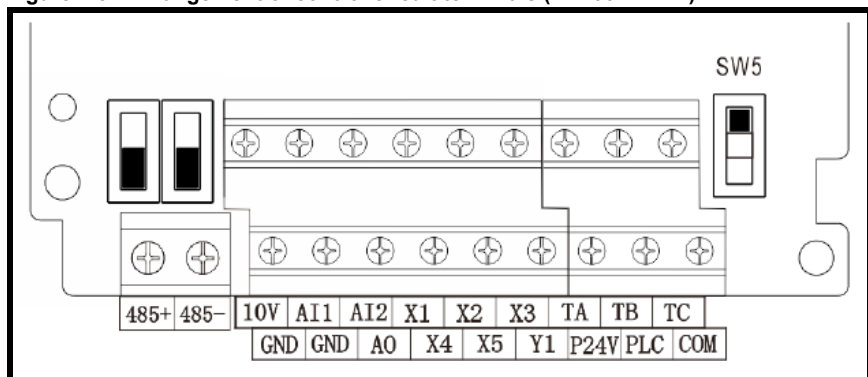 SW5
485+ 485- 10V AI1 AI2 X1 X2 X3 TA TB TC
GND GND AO X4 X5 Y1 P24V PLC COM